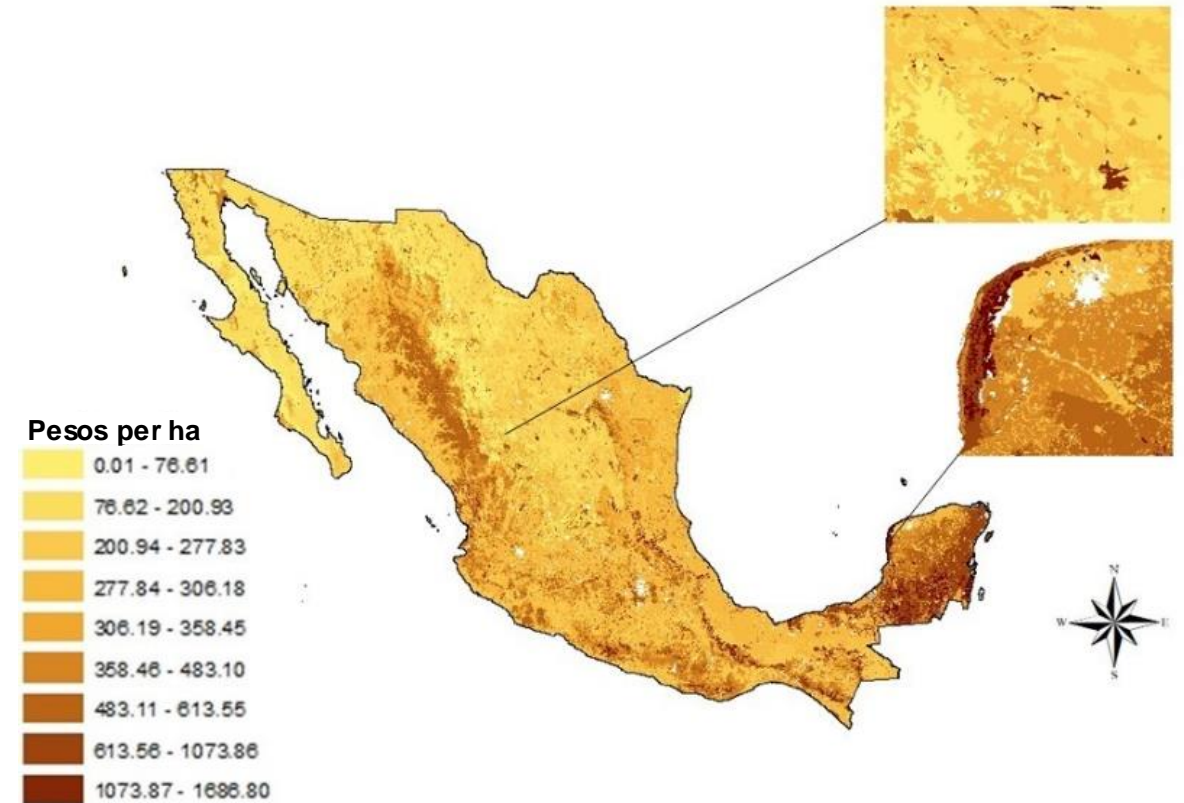 Pesos per ha
0.01 - 76.61
76.62 - 200.93
200.94 - 277.83
277.84 - 306.18
306.19 - 358.45
358.46 - 483.10
483.11 - 613.55
613.56 - 1073.86
1073.87 - 1686.80
N
W
E
S